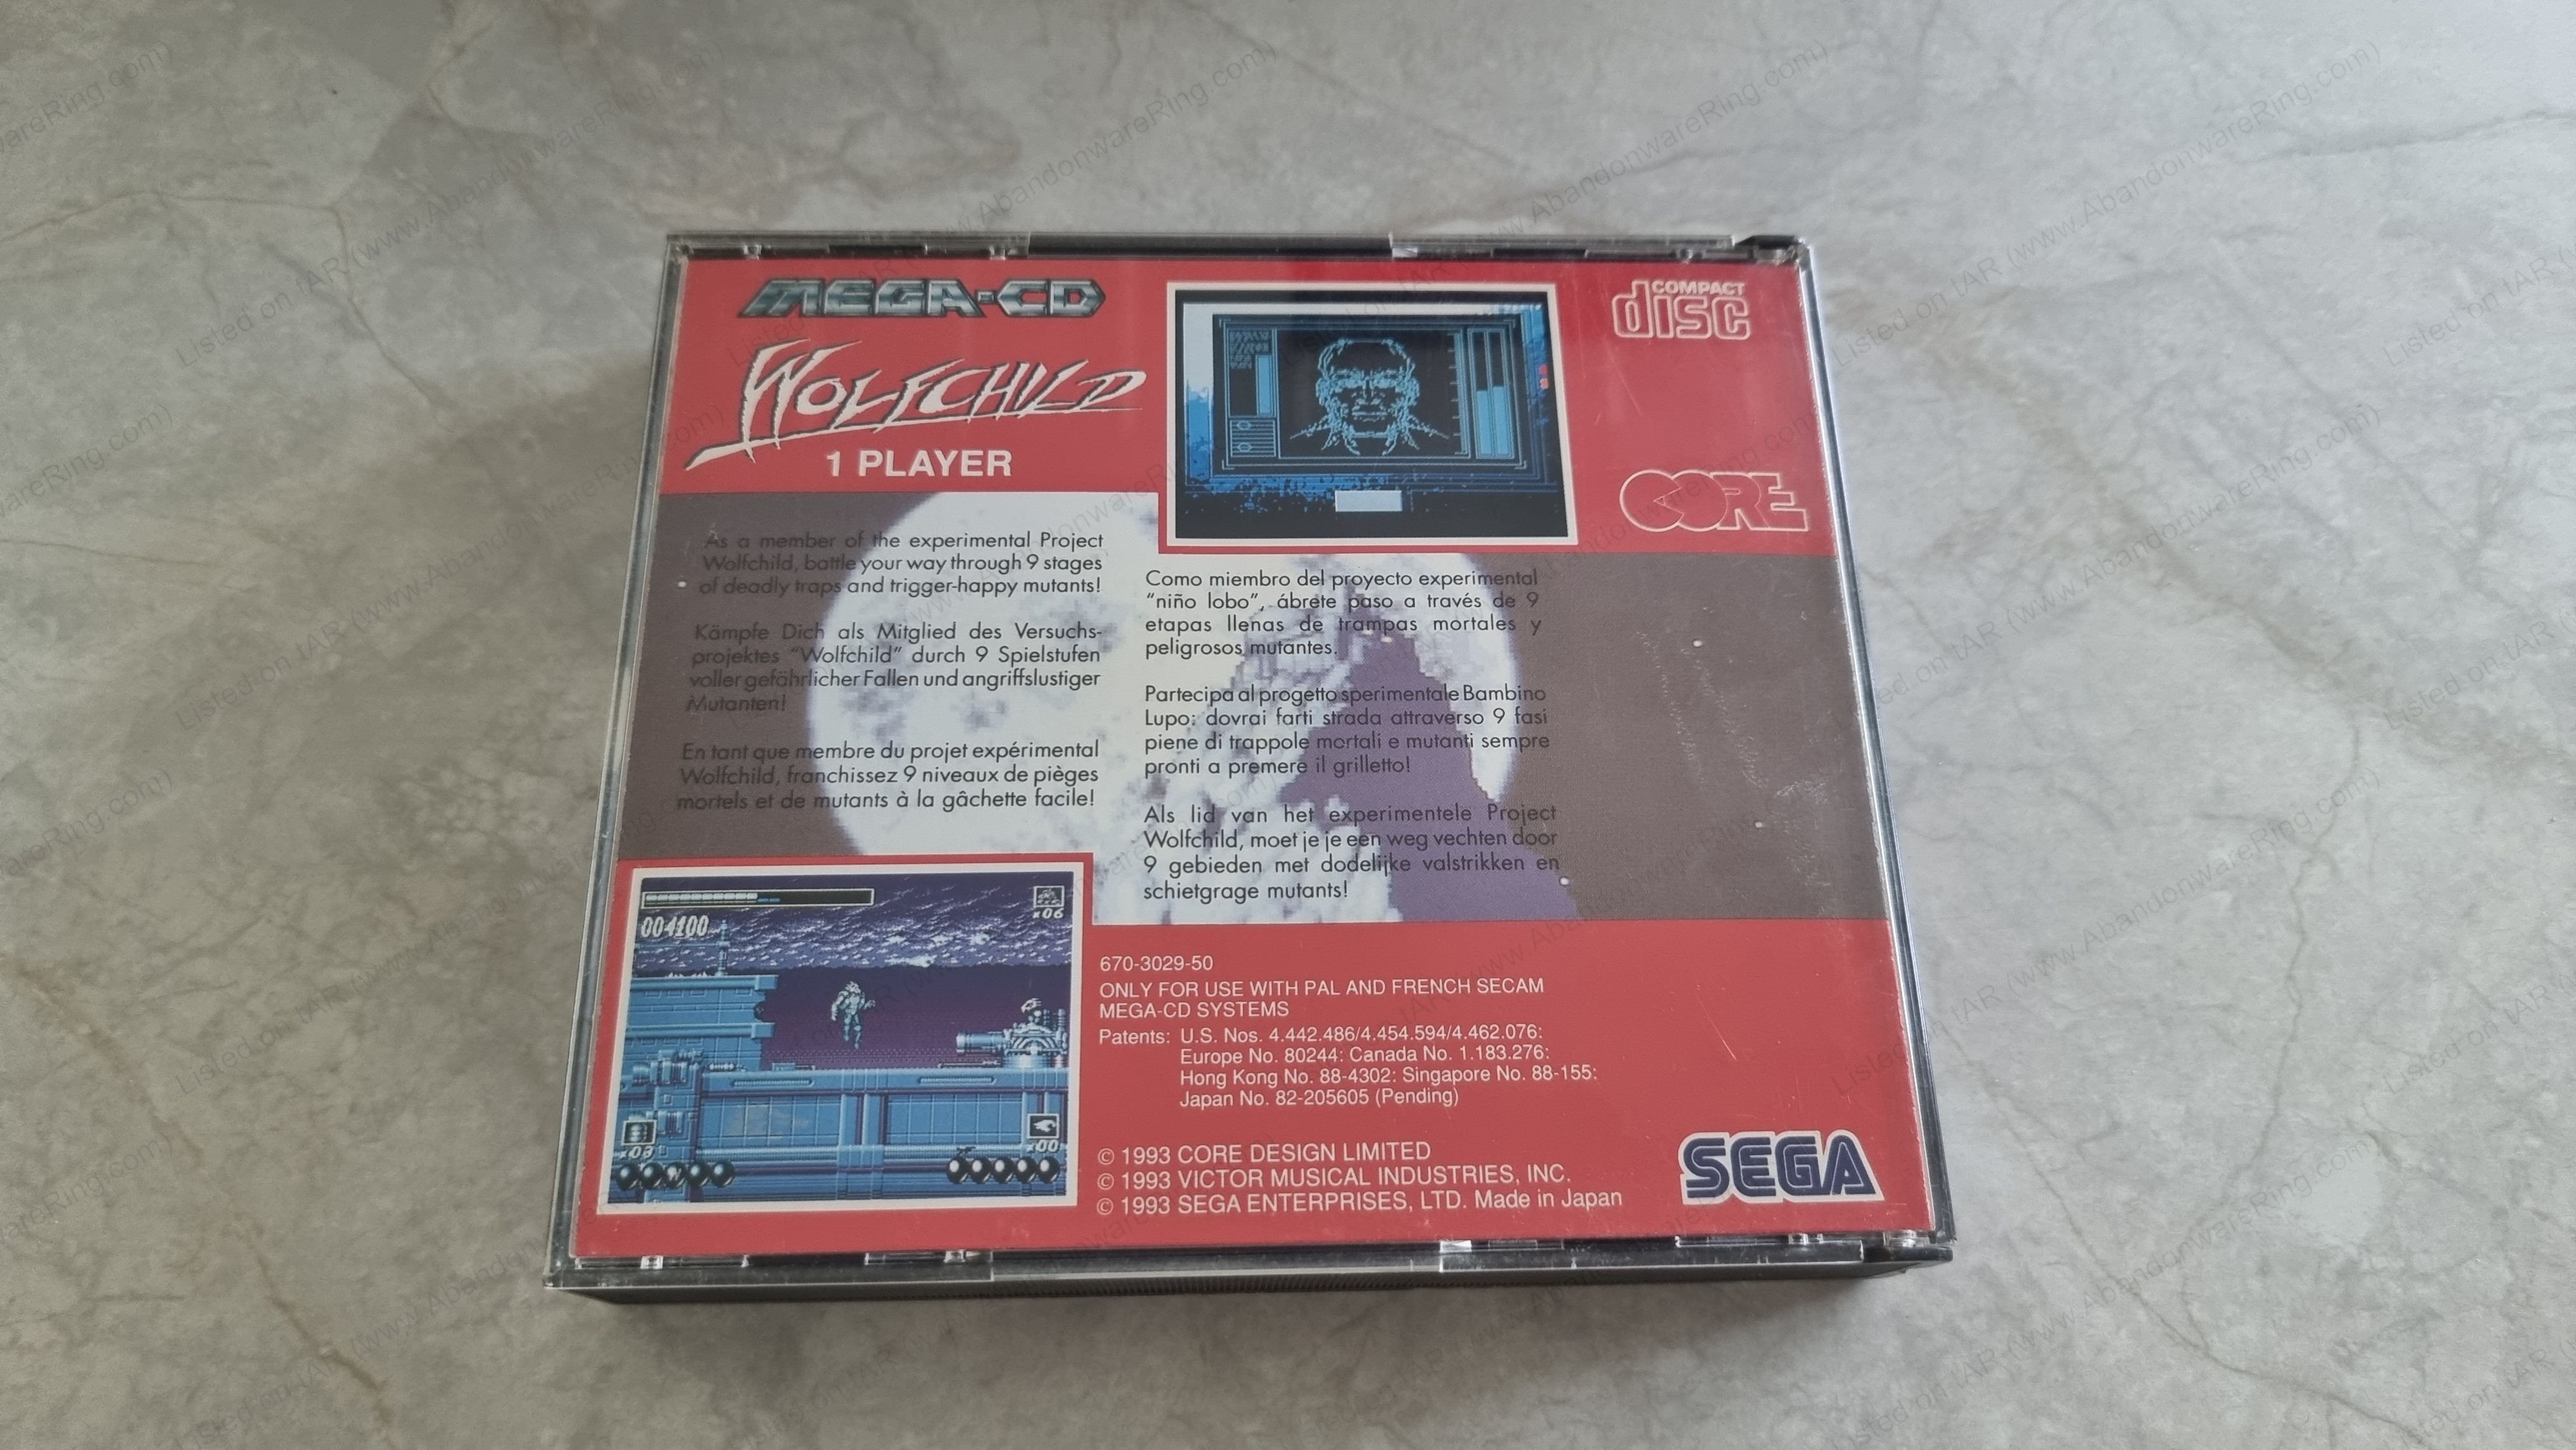 MEGA-CD
WOLFCHILD
1 PLAYER
COMPACT
disc
CORE
As a member of the experimental Project
Wolfchild, battle your way through 9 stages
of deadly traps and trigger-happy mutants!
Kämpfe Dich als Mitglied des Versuchs-
projektes "Wolfchild" durch 9 Spielstufen
voller gefährlicher Fallen und angriffslustiger
Mutanten!
En tant que membre du projet expérimental
Wolfchild, franchissez 9 niveaux de pièges
mortels et de mutants à la gâchette facile!
Como miembro del proyecto experimental
"niño lobo", ábrete paso a través de 9
etapas llenas de trampas mortales y
peligrosos mutantes.
Partecipa al progetto sperimentale Bambino
Lupo: dovrai farti strada attraverso 9 fasi
piene di trappole mortali e mutanti sempre
pronti a premere il grilletto!
Als lid van het experimentele Project
Wolfchild, moet je je een weg vechten door
9 gebieden met dodelijke valstrikken en
schietgrage mutants!
004100
x06
x03
x00
670-3029-50
ONLY FOR USE WITH PAL AND FRENCH SECAM
MEGA-CD SYSTEMS
Patents: U.S. Nos. 4.442.486/4.454.594/4.462.076:
Europe No. 80244: Canada No. 1.183.276:
Hong Kong No. 88-4302: Singapore No. 88-155:
Japan No. 82-205605 (Pending)
© 1993 CORE DESIGN LIMITED
© 1993 VICTOR MUSICAL INDUSTRIES, INC.
© 1993 SEGA ENTERPRISES, LTD. Made in Japan
SEGA
Listed on tAR (www.AbandonwareRing.com)